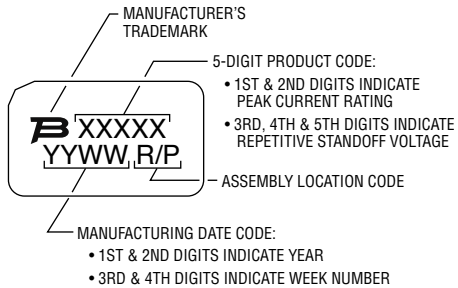 MANUFACTURER'S
TRADEMARK
5-DIGIT PRODUCT CODE:
• 1ST & 2ND DIGITS INDICATE
PEAK CURRENT RATING
• 3RD, 4TH & 5TH DIGITS INDICATE
REPETITIVE STANDOFF VOLTAGE
XXXXX
YYWW R/P
ASSEMBLY LOCATION CODE
MANUFACTURING DATE CODE:
• 1ST & 2ND DIGITS INDICATE YEAR
• 3RD & 4TH DIGITS INDICATE WEEK NUMBER